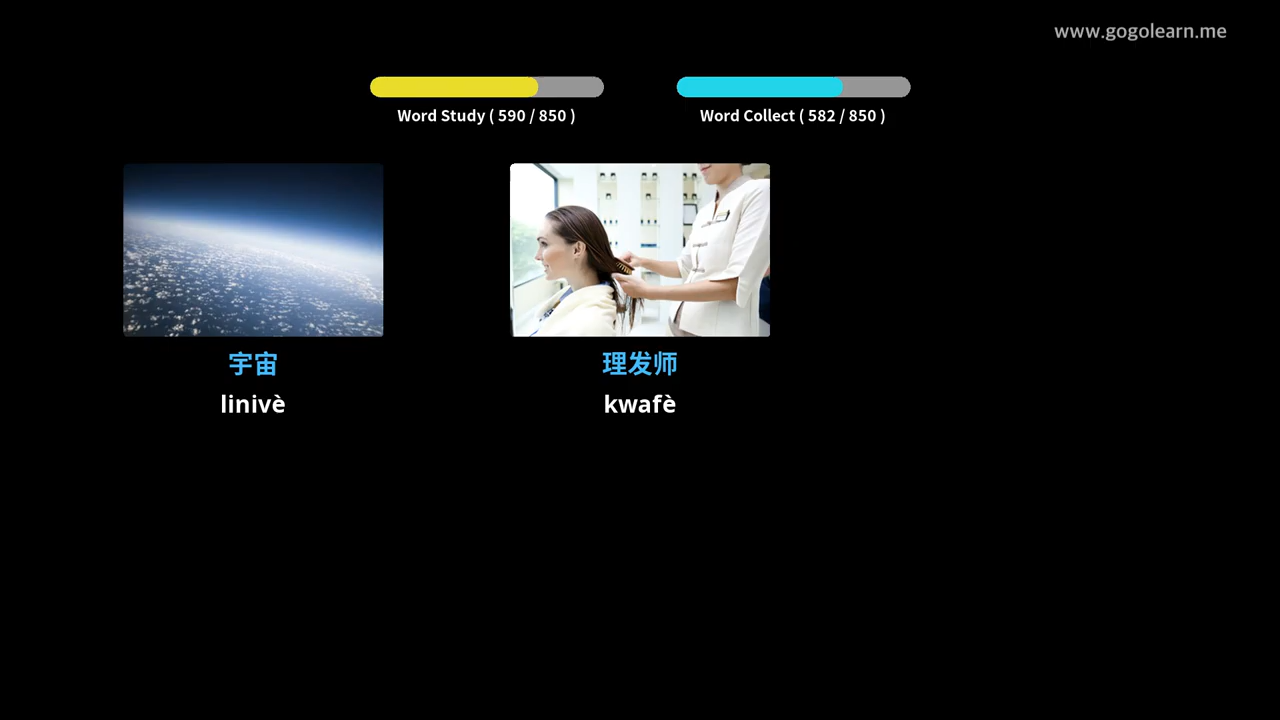 www.gogolearn.me
Word Study ( 590 / 850 )
Word Collect ( 582 / 850 )
宇宙
linivè
理发师
kwafè